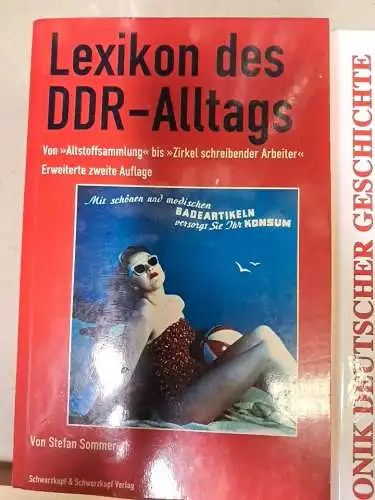 Lexikon des
DDR-Alltags
Von »Altstoffsammlung« bis »Zirkel schreibender Arbeiter«
Erweiterte zweite Auflage
Mit schönen und modischen
BADEARTIKELN
versorgt Sie Ihr KONSUM
Von Stefan Sommer
Schwarzkopf & Schwarzkopf Verlag
ONIK DEUTSCHER GESCHICHTE